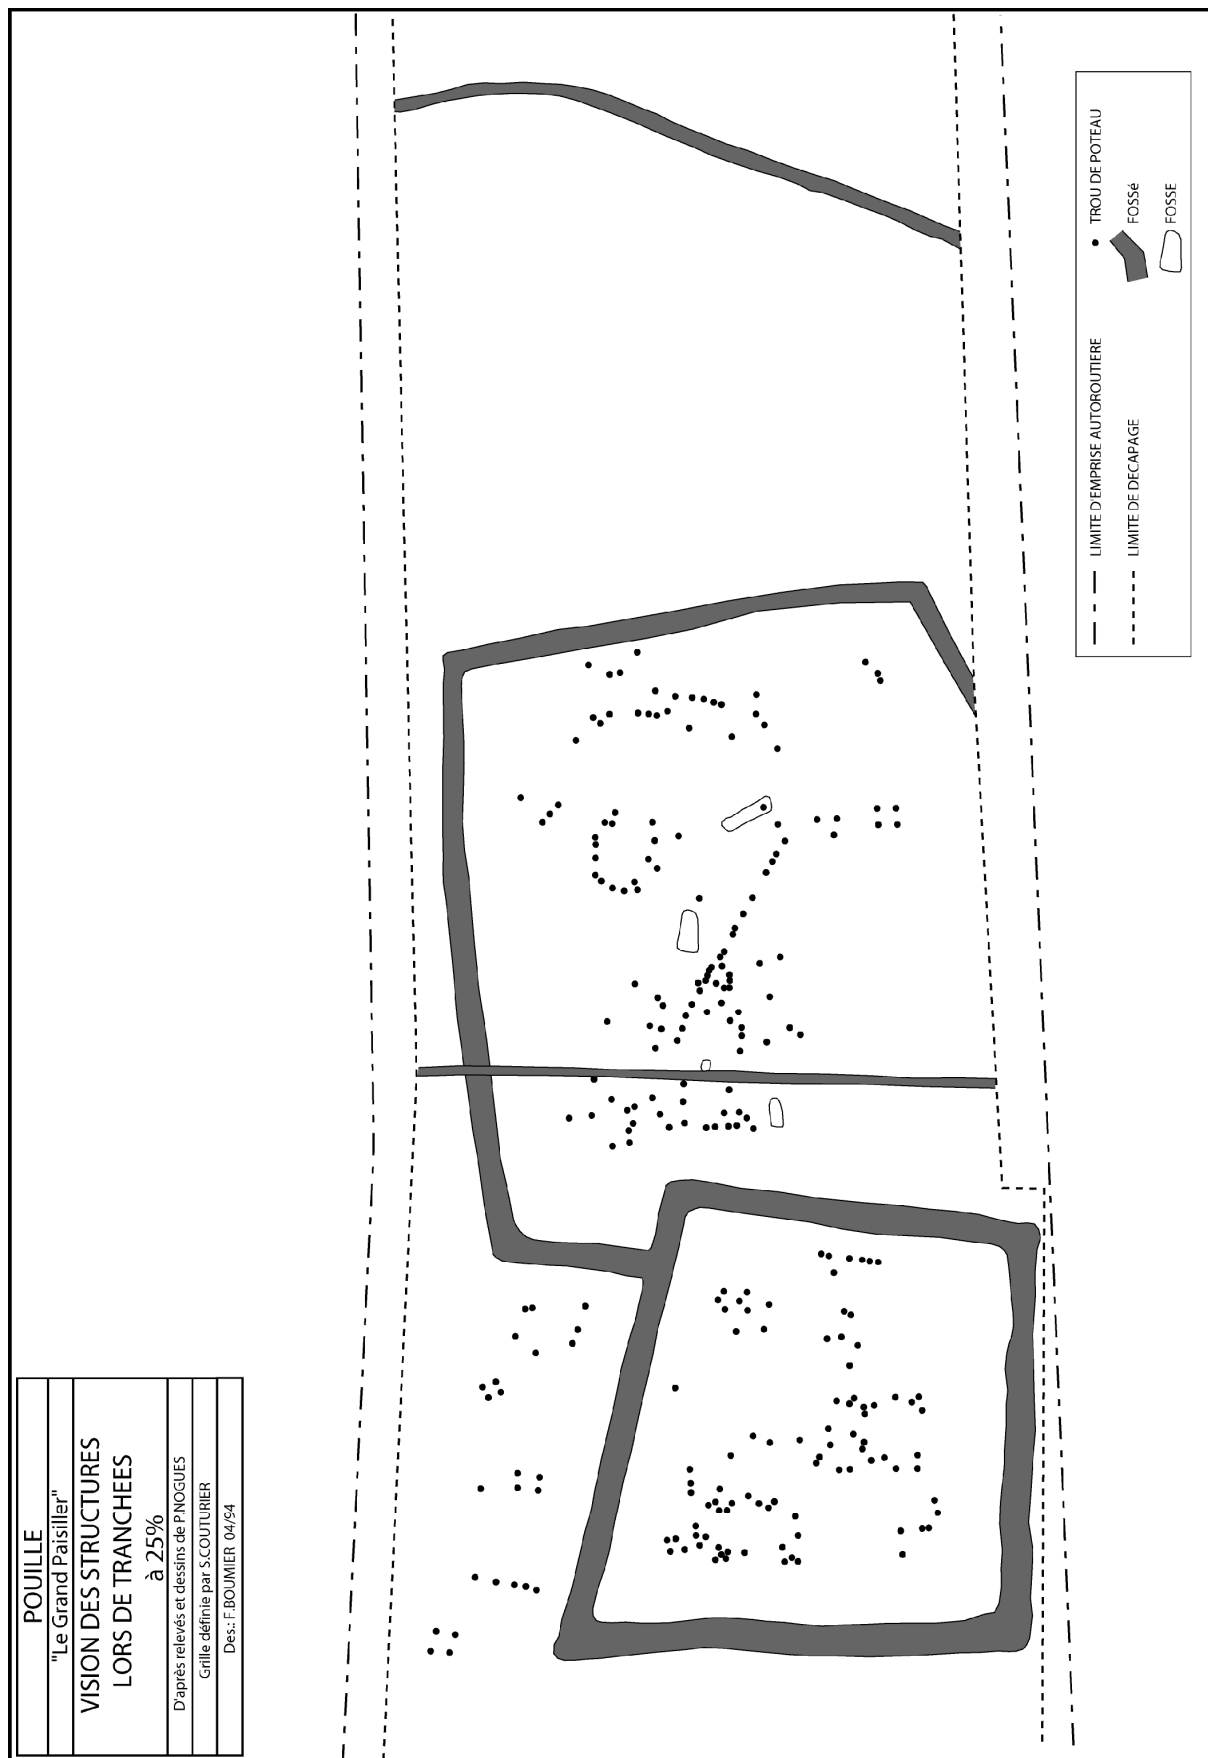 POUILLE
"Le Grand Paisiller"
VISION DES STRUCTURES
LORS DE TRANCHEES
à 25%
D'après relevés et dessins de P.NOGUES
Grille définie par S.COUTURIER
Des.: F.BOUMIER 04/94
LIMITE D'EMPRISE AUTOROUTIERE
LIMITE DE DECAPAGE
TROU DE POTEAU
FOSSé
FOSSE